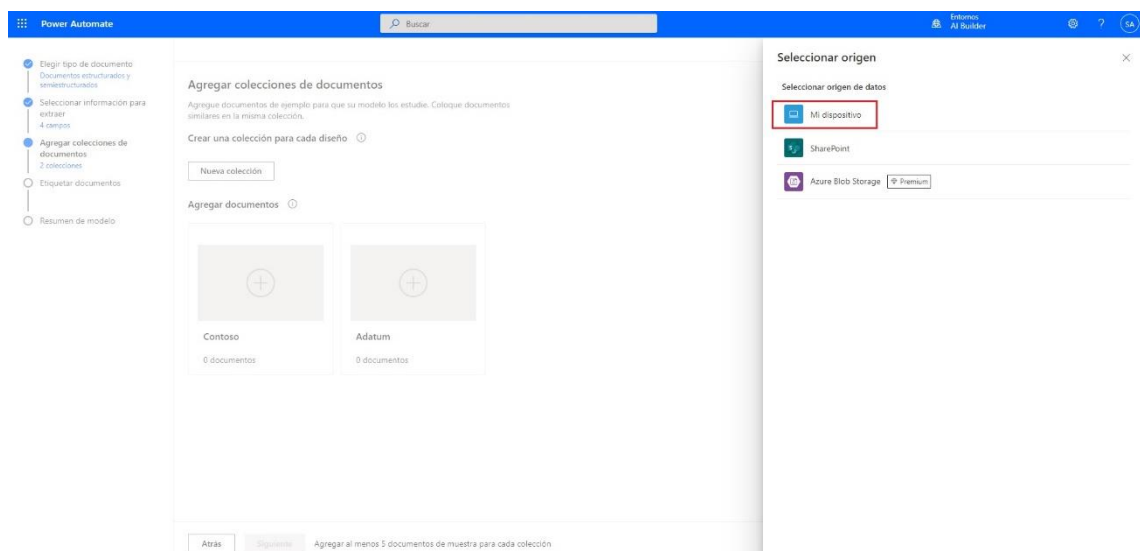 Power Automate
Buscar
Entornos
AI Builder
?
SA
Elegir tipo de documento
Documentos estructurados y
semiestructurados
Seleccionar información para
extraer
4 campos
Agregar colecciones de
documentos
2 colecciones
Etiquetar documentos
Resumen de modelo
Agregar colecciones de documentos
Agregue documentos de ejemplo para que su modelo los estudie. Coloque documentos
similares en la misma colección.
Crear una colección para cada diseño
Nueva colección
Agregar documentos
Contoso
0 documentos
Adatum
0 documentos
Atrás
Siguiente
Agregar al menos 5 documentos de muestra para cada colección
Seleccionar origen
Seleccionar origen de datos
Mi dispositivo
SharePoint
Azure Blob Storage
Premium